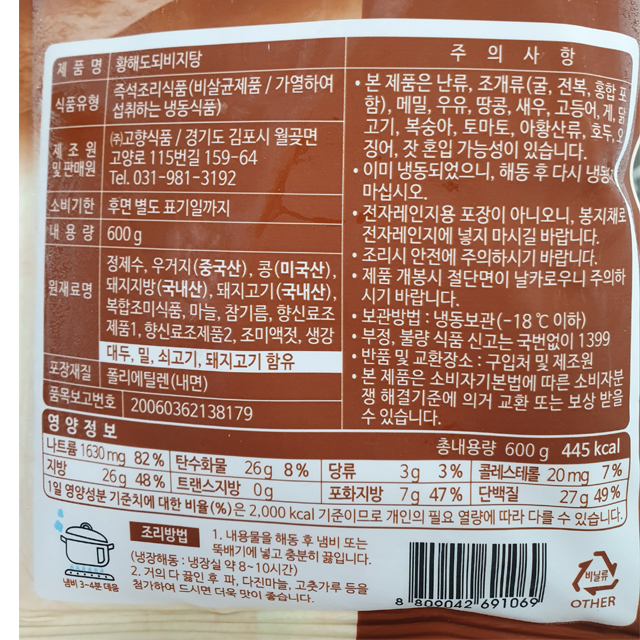 제 품 명 황해도되비지탕
식품유형 즉석조리식품(비살균제품 / 가열하여
섭취하는 냉동식품)
제 조 원
및 판매원
㈜고향식품 / 경기도 김포시 월곶면
고양로 115번길 159-64
Tel. 031-981-3192
소비기한 후면 별도 표기일까지
내 용 량 600 g
원재료명
정제수, 우거지(중국산), 콩(미국산),
돼지지방(국내산), 돼지고기(국내산),
복합조미식품, 마늘, 참기름, 향신료조
제품1, 향신료조제품2, 조미액젓, 생강
대두, 밀, 쇠고기, 돼지고기 함유
포장재질 폴리에틸렌(내면)
품목보고번호 20060362138179
주 의 사 항
• 본 제품은 난류, 조개류(굴, 전복, 홍합 포
함), 메밀, 우유, 땅콩, 새우, 고등어, 게, 닭
고기, 복숭아, 토마토, 아황산류, 호두, 오
징어, 잣 혼입 가능성이 있습니다.
• 이미 냉동되었으니, 해동 후 다시 냉동
마십시오.
• 전자레인지용 포장이 아니오니, 봉지채로
전자레인지에 넣지 마시길 바랍니다.
• 조리시 안전에 주의하시기 바랍니다.
• 제품 개봉시 절단면이 날카로우니 주의하
시기 바랍니다.
• 보관방법 : 냉동보관(-18 ℃ 이하)
• 부정, 불량 식품 신고는 국번없이 1399
• 반품 및 교환장소 : 구입처 및 제조원
• 본 제품은 소비자기본법에 따른 소비자분
쟁 해결기준에 의거 교환 또는 보상 받을
수 있습니다.
영 양 정 보 총내용량 600 g 445 kcal
나트륨 1630 mg 82 % 탄수화물 26 g 8 % 당류 3 g 3 % 콜레스테롤 20 mg 7 %
지방 26 g 48 % 트랜스지방 0 g 포화지방 7 g 47 % 단백질 27 g 49 %
1일 영양성분 기준치에 대한 비율(%)은 2,000 kcal 기준이므로 개인의 필요 열량에 따라 다를 수 있습니다.
조리방법 1. 내용물을 해동 후 냄비 또는
뚝배기에 넣고 충분히 끓입니다.
(냉장해동 : 냉장실 약 8~10시간)
2. 거의 다 끓인 후 파, 다진마늘, 고춧가루 등을
첨가하여 드시면 더욱 맛이 좋습니다.
냄비 3~4분 데움
8 809042 691069
비닐류
OTHER